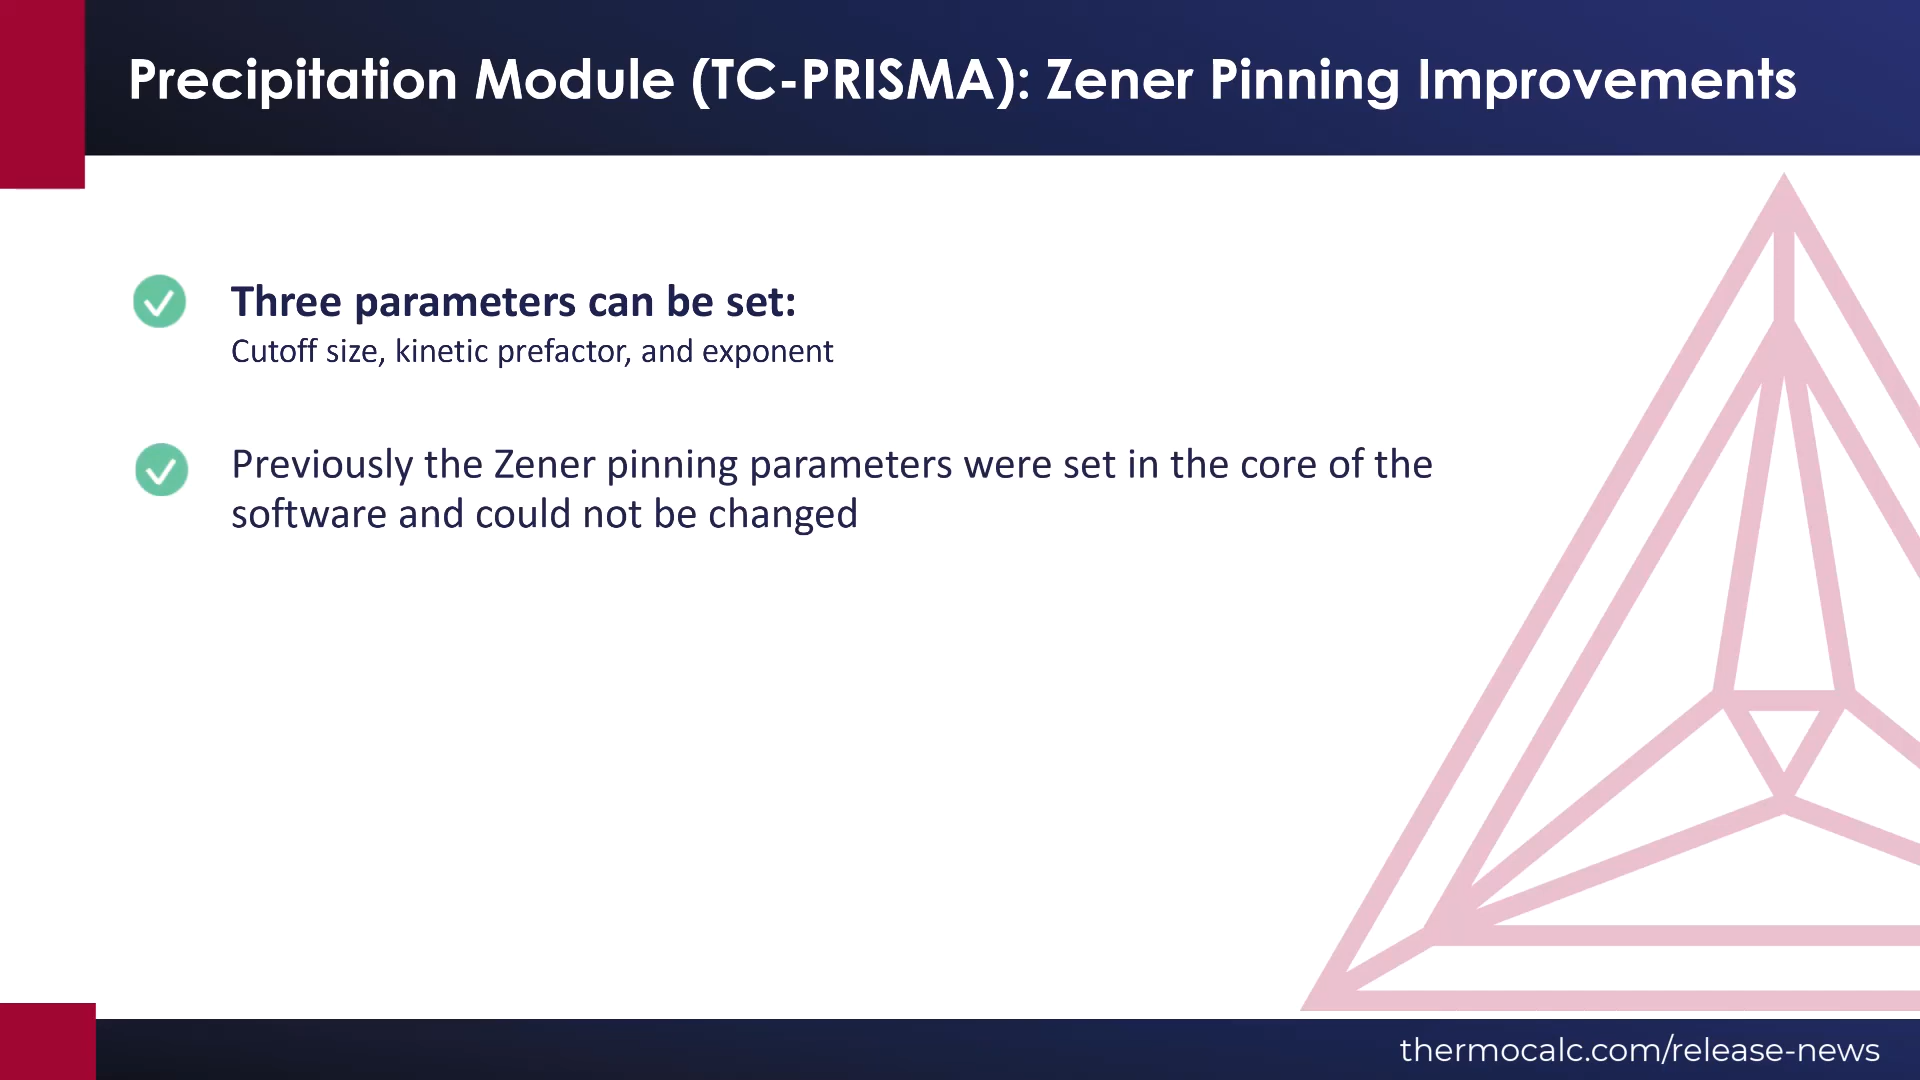 Precipitation Module (TC-PRISMA): Zener Pinning Improvements
Three parameters can be set:
Cutoff size, kinetic prefactor, and exponent
Previously the Zener pinning parameters were set in the core of the
software and could not be changed
thermocalc.com/release-news